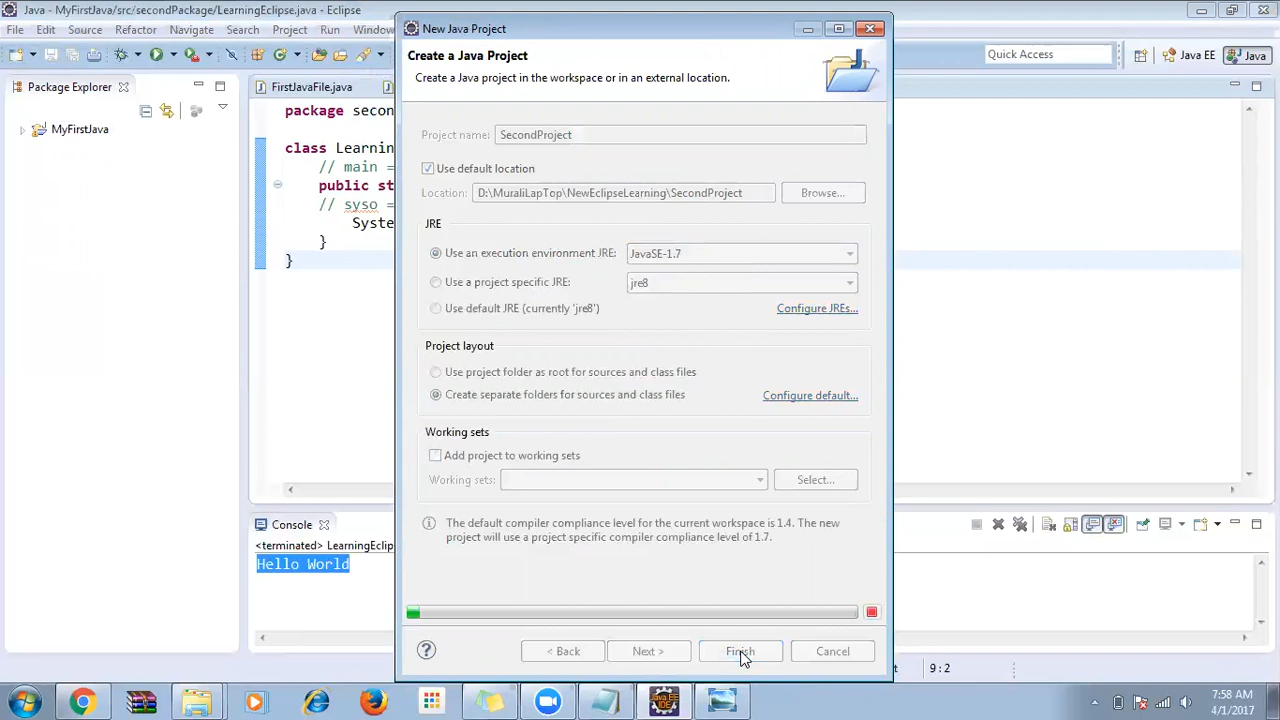 Java - MyFirstJava/src/secondPackage/LearningEclipse.java - Eclipse
File Edit Source Refactor Navigate Search Project Run Window
Quick Access
Java EE
Java
Package Explorer
MyFirstJava
FirstJavaFile.java
package secon
class Learning
// main =
public st
// syso =
System
}
}
New Java Project
Create a Java Project
Create a Java project in the workspace or in an external location.
Project name: SecondProject
Use default location
Location: D:\MuraliLapTop\NewEclipseLearning\SecondProject Browse...
JRE
Use an execution environment JRE: JavaSE-1.7
Use a project specific JRE: jre8
Use default JRE (currently 'jre8') Configure JREs...
Project layout
Use project folder as root for sources and class files
Create separate folders for sources and class files Configure default...
Working sets
Add project to working sets
Working sets: Select...
The default compiler compliance level for the current workspace is 1.4. The new
project will use a project specific compiler compliance level of 1.7.
? < Back Next > Finish Cancel
Console
<terminated> LearningEclip
Hello World
9:2
Java EE
IDE
7:58 AM
4/1/2017